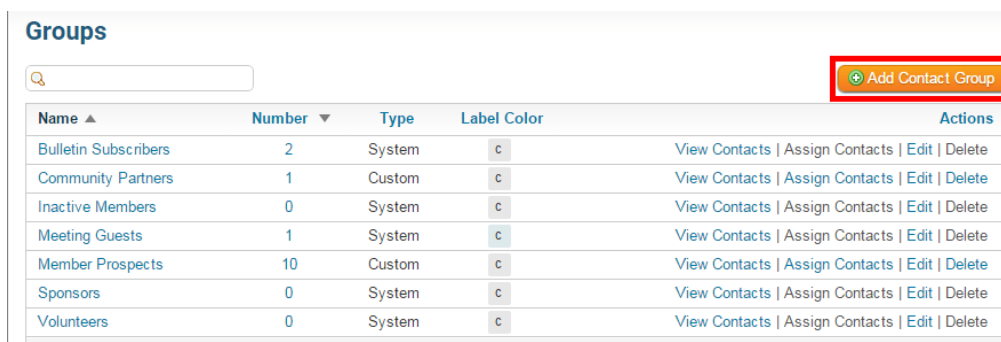 Groups
Add Contact Group
Name Number Type Label Color Actions
Bulletin Subscribers 2 System C View Contacts | Assign Contacts | Edit | Delete
Community Partners 1 Custom C View Contacts | Assign Contacts | Edit | Delete
Inactive Members 0 System C View Contacts | Assign Contacts | Edit | Delete
Meeting Guests 1 System C View Contacts | Assign Contacts | Edit | Delete
Member Prospects 10 Custom C View Contacts | Assign Contacts | Edit | Delete
Sponsors 0 System C View Contacts | Assign Contacts | Edit | Delete
Volunteers 0 System C View Contacts | Assign Contacts | Edit | Delete